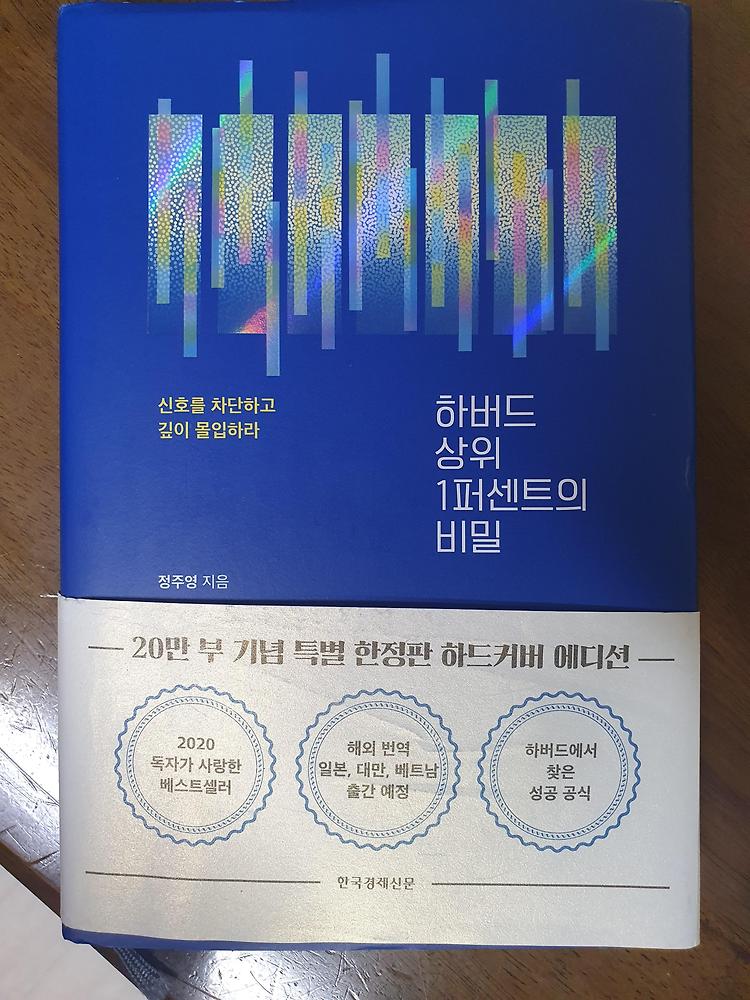 신호를 차단하고
깊이 몰입하라
하버드
상위
1퍼센트의
비밀
정주영 지음
20만 부 기념 특별 한정판 하드커버 에디션
2020
독자가 사랑한
베스트셀러
해외 번역
일본, 대만, 베트남
출간 예정
하버드에서
찾은
성공 공식
한국경제신문